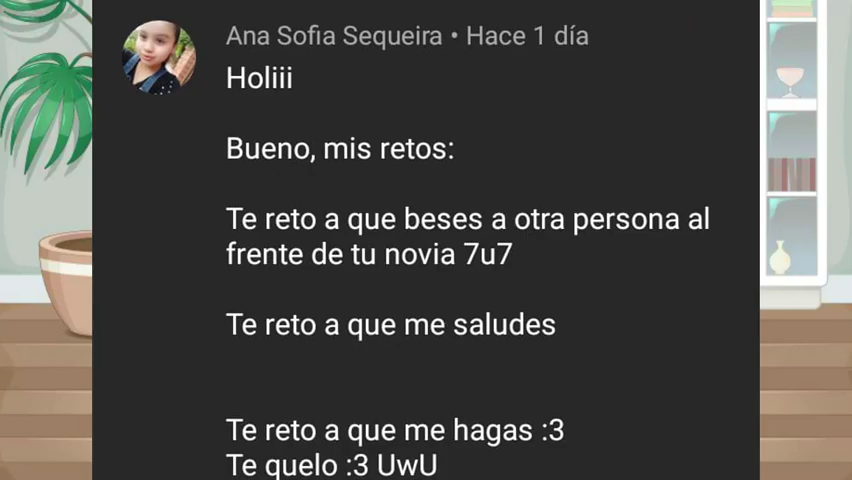 Ana Sofia Sequeira • Hace 1 día
Holiii
Bueno, mis retos:
Te reto a que beses a otra persona al
frente de tu novia 7u7
Te reto a que me saludes
Te reto a que me hagas :3
Te quelo :3 UwU